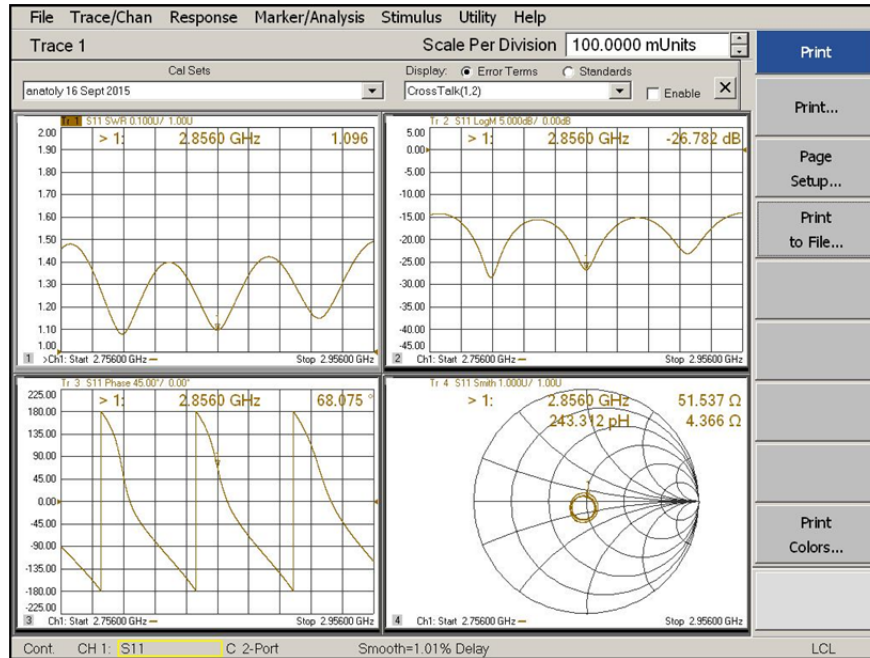 File Trace/Chan Response Marker/Analysis Stimulus Utility Help
Trace 1
Scale Per Division 100.0000 mUnits
Cal Sets
anatoly 16 Sept 2015
Display: Error Terms Standards
CrossTalk(1,2)
Enable
Print
Print...
Page
Setup...
Print
to File...
Print
Colors...
Tr 1 S11 SWR 0.100U/ 1.00U
> 1: 2.8560 GHz 1.096
2.00
1.90
1.80
1.70
1.60
1.50
1.40
1.30
1.20
1.10
1.00
1 >Ch1: Start 2.75600 GHz Stop 2.95600 GHz
Tr 2 S11 LogM 5.000dB/ 0.00dB
> 1: 2.8560 GHz -26.782 dB
5.00
0.00
-5.00
-10.00
-15.00
-20.00
-25.00
-30.00
-35.00
-40.00
-45.00
2 Ch1: Start 2.75600 GHz Stop 2.95600 GHz
Tr 3 S11 Phase 45.00°/ 0.00°
> 1: 2.8560 GHz 68.075 °
225.00
180.00
135.00
90.00
45.00
0.00
-45.00
-90.00
-135.00
-180.00
-225.00
3 Ch1: Start 2.75600 GHz Stop 2.95600 GHz
Tr 4 S11 Smith 1.000U/ 1.00U
> 1: 2.8560 GHz 51.537 Ω
243.312 pH 4.366 Ω
4 Ch1: Start 2.75600 GHz Stop 2.95600 GHz
Cont. CH 1: S11 C 2-Port Smooth=1.01% Delay LCL